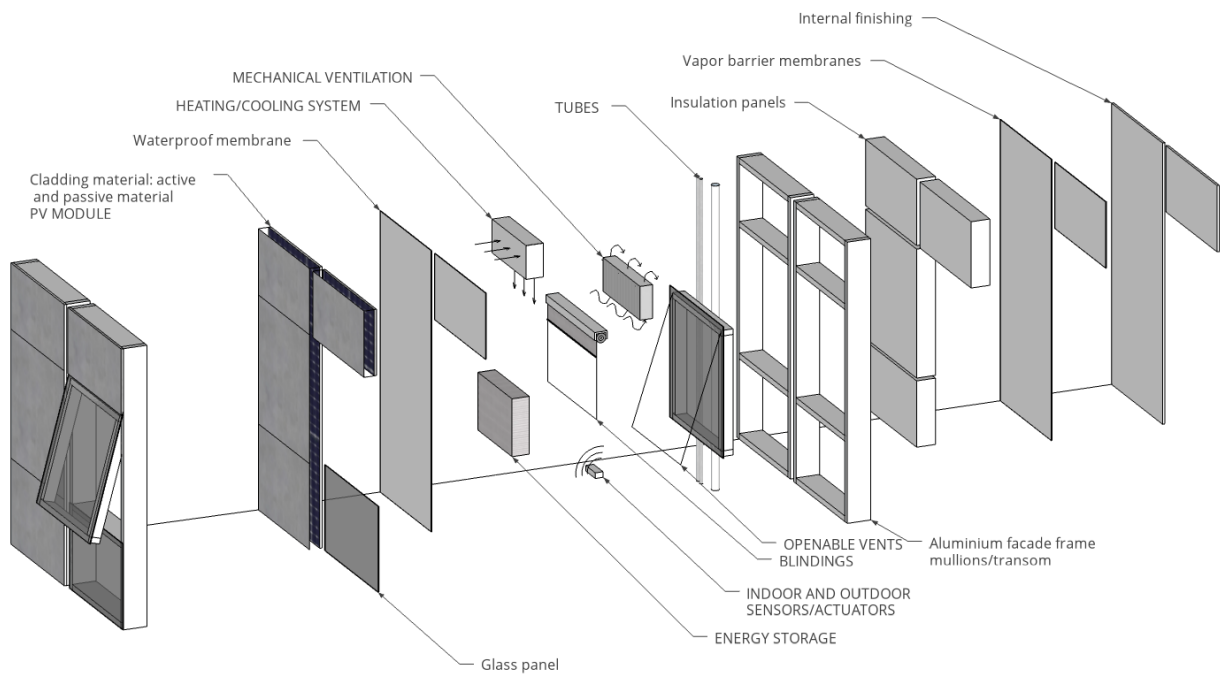 Internal finishing
Vapor barrier membranes
MECHANICAL VENTILATION
HEATING/COOLING SYSTEM
TUBES
Insulation panels
Waterproof membrane
Cladding material: active
and passive material
PV MODULE
OPENABLE VENTS
BLINDINGS
Aluminium facade frame
mullions/transom
INDOOR AND OUTDOOR
SENSORS/ACTUATORS
ENERGY STORAGE
Glass panel